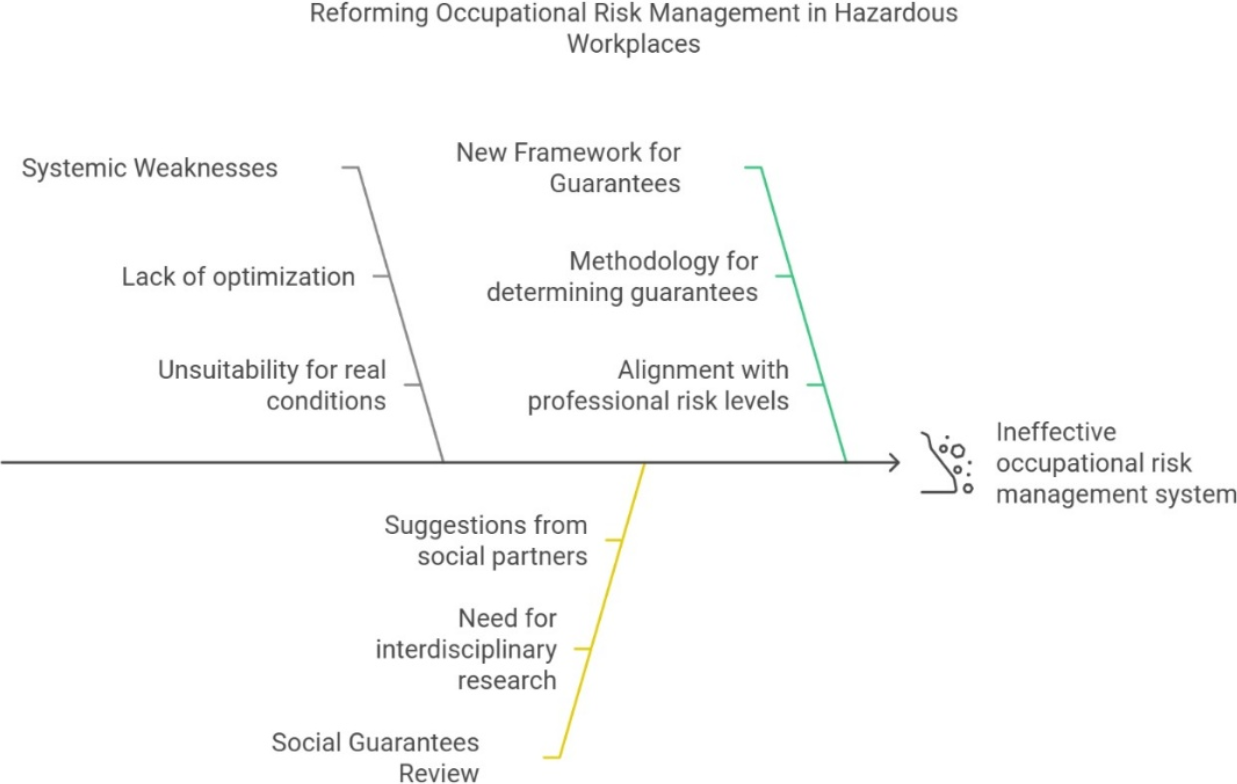 Reforming Occupational Risk Management in Hazardous
Workplaces
Systemic Weaknesses
Lack of optimization
Unsuitability for real
conditions
New Framework for
Guarantees
Methodology for
determining guarantees
Alignment with
professional risk levels
Ineffective
occupational risk
management system
Suggestions from
social partners
Need for
interdisciplinary
research
Social Guarantees
Review